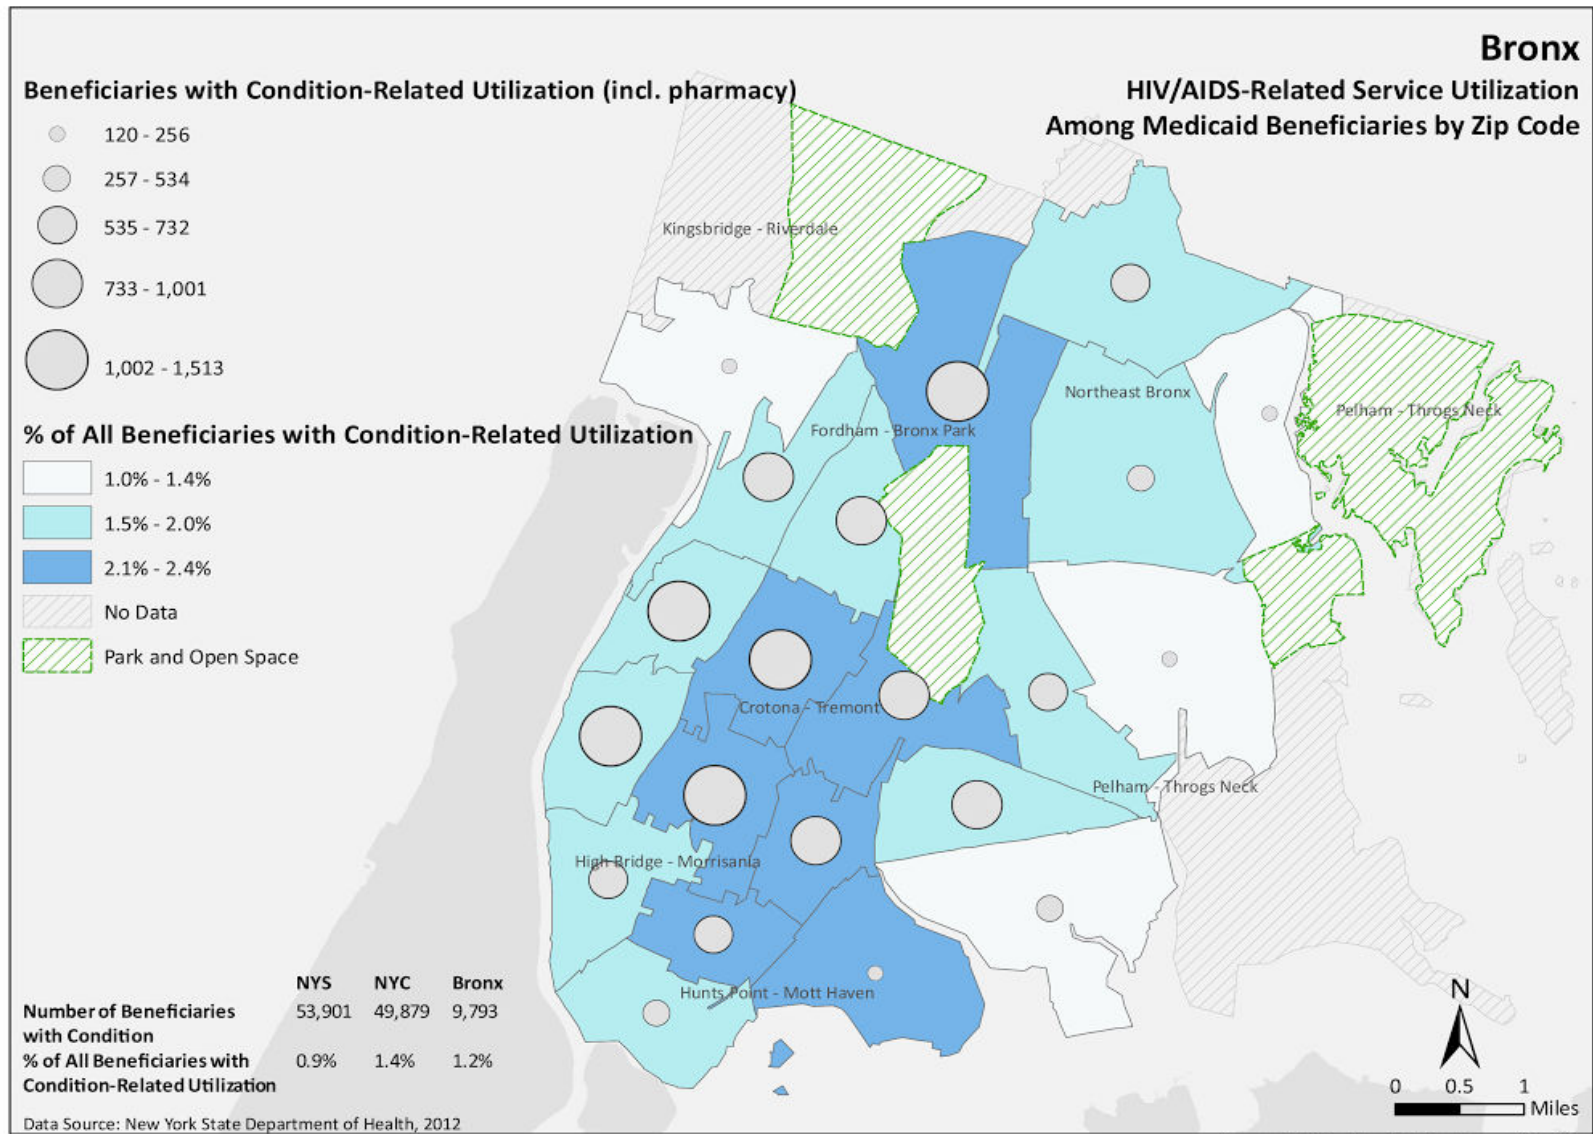 Bronx
HIV/AIDS-Related Service Utilization
Among Medicaid Beneficiaries by Zip Code
Beneficiaries with Condition-Related Utilization (incl. pharmacy)
120 - 256
257 - 534
535 - 732
733 - 1,001
1,002 - 1,513
% of All Beneficiaries with Condition-Related Utilization
1.0% - 1.4%
1.5% - 2.0%
2.1% - 2.4%
No Data
Park and Open Space
Kingsbridge - Riverdale
Northeast Bronx
Pelham - Throgs Neck
Fordham - Bronx Park
Crotona - Tremont
Pelham - Throgs Neck
High Bridge - Morrisania
Hunts Point - Mott Haven
NYS NYC Bronx
Number of Beneficiaries with Condition 53,901 49,879 9,793
% of All Beneficiaries with Condition-Related Utilization 0.9% 1.4% 1.2%
Data Source: New York State Department of Health, 2012
N
0 0.5 1
Miles